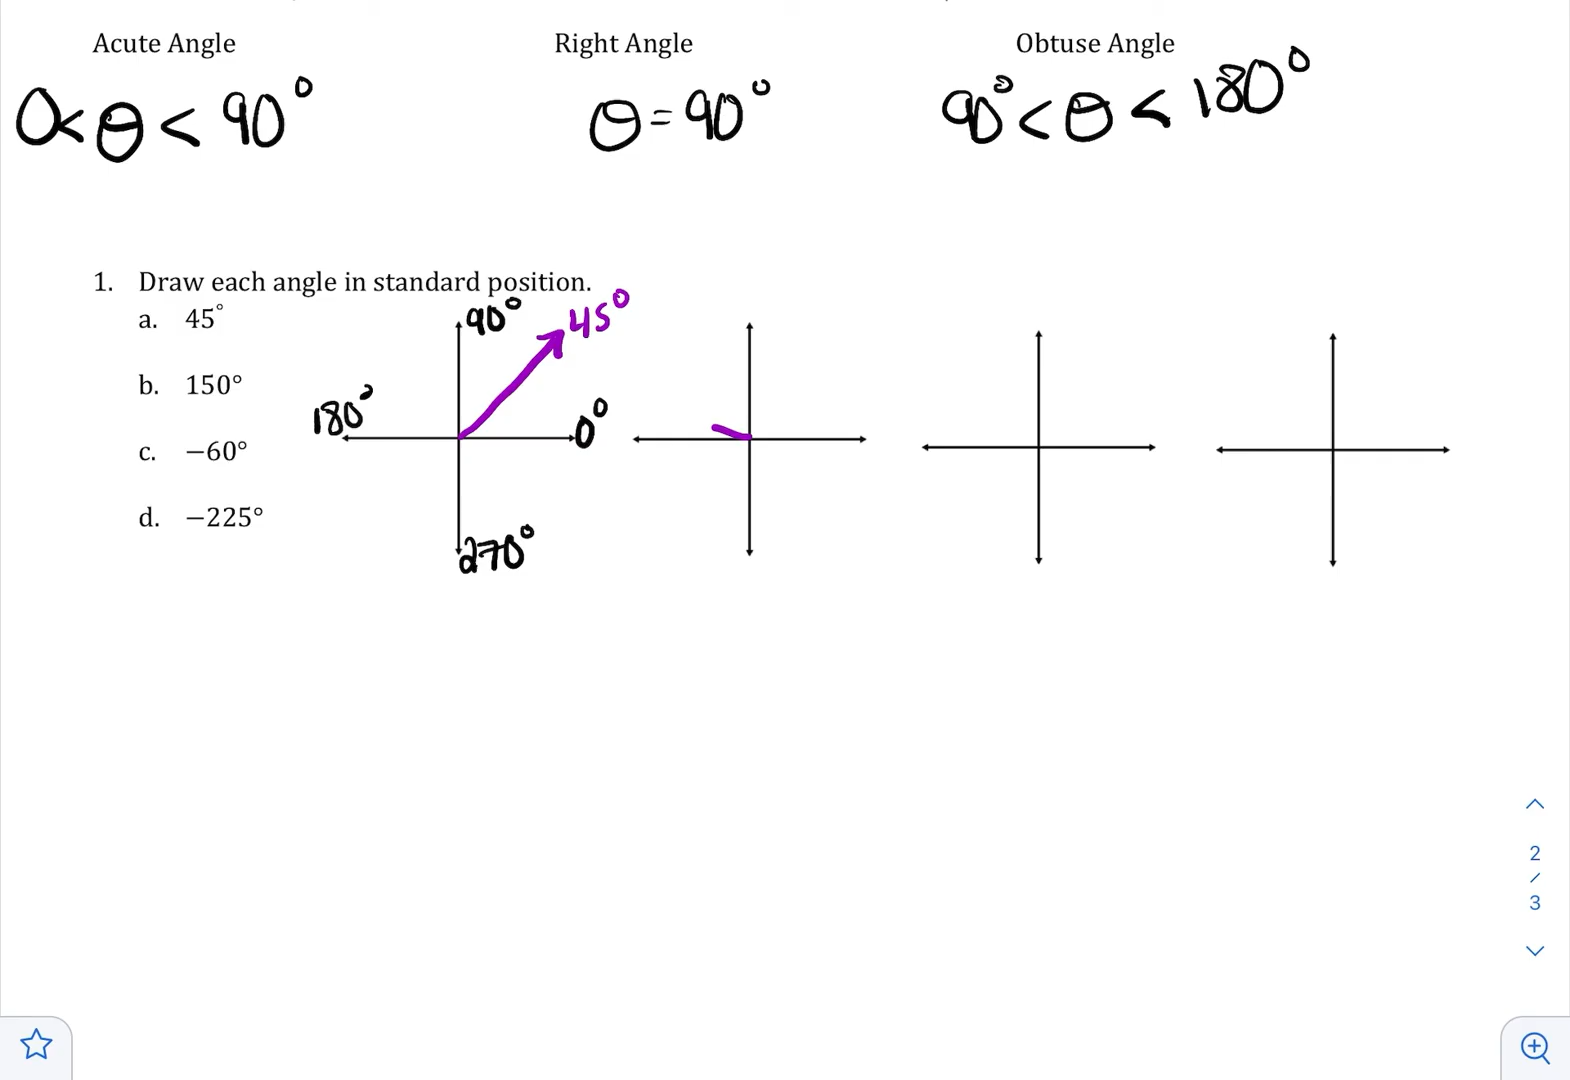 Acute Angle Right Angle Obtuse Angle
0<θ<90° θ=90° 90°<θ<180°
1. Draw each angle in standard position.
a. 45°
b. 150°
c. −60°
d. −225°
90° 45°
180° 0°
270°
2
/
3